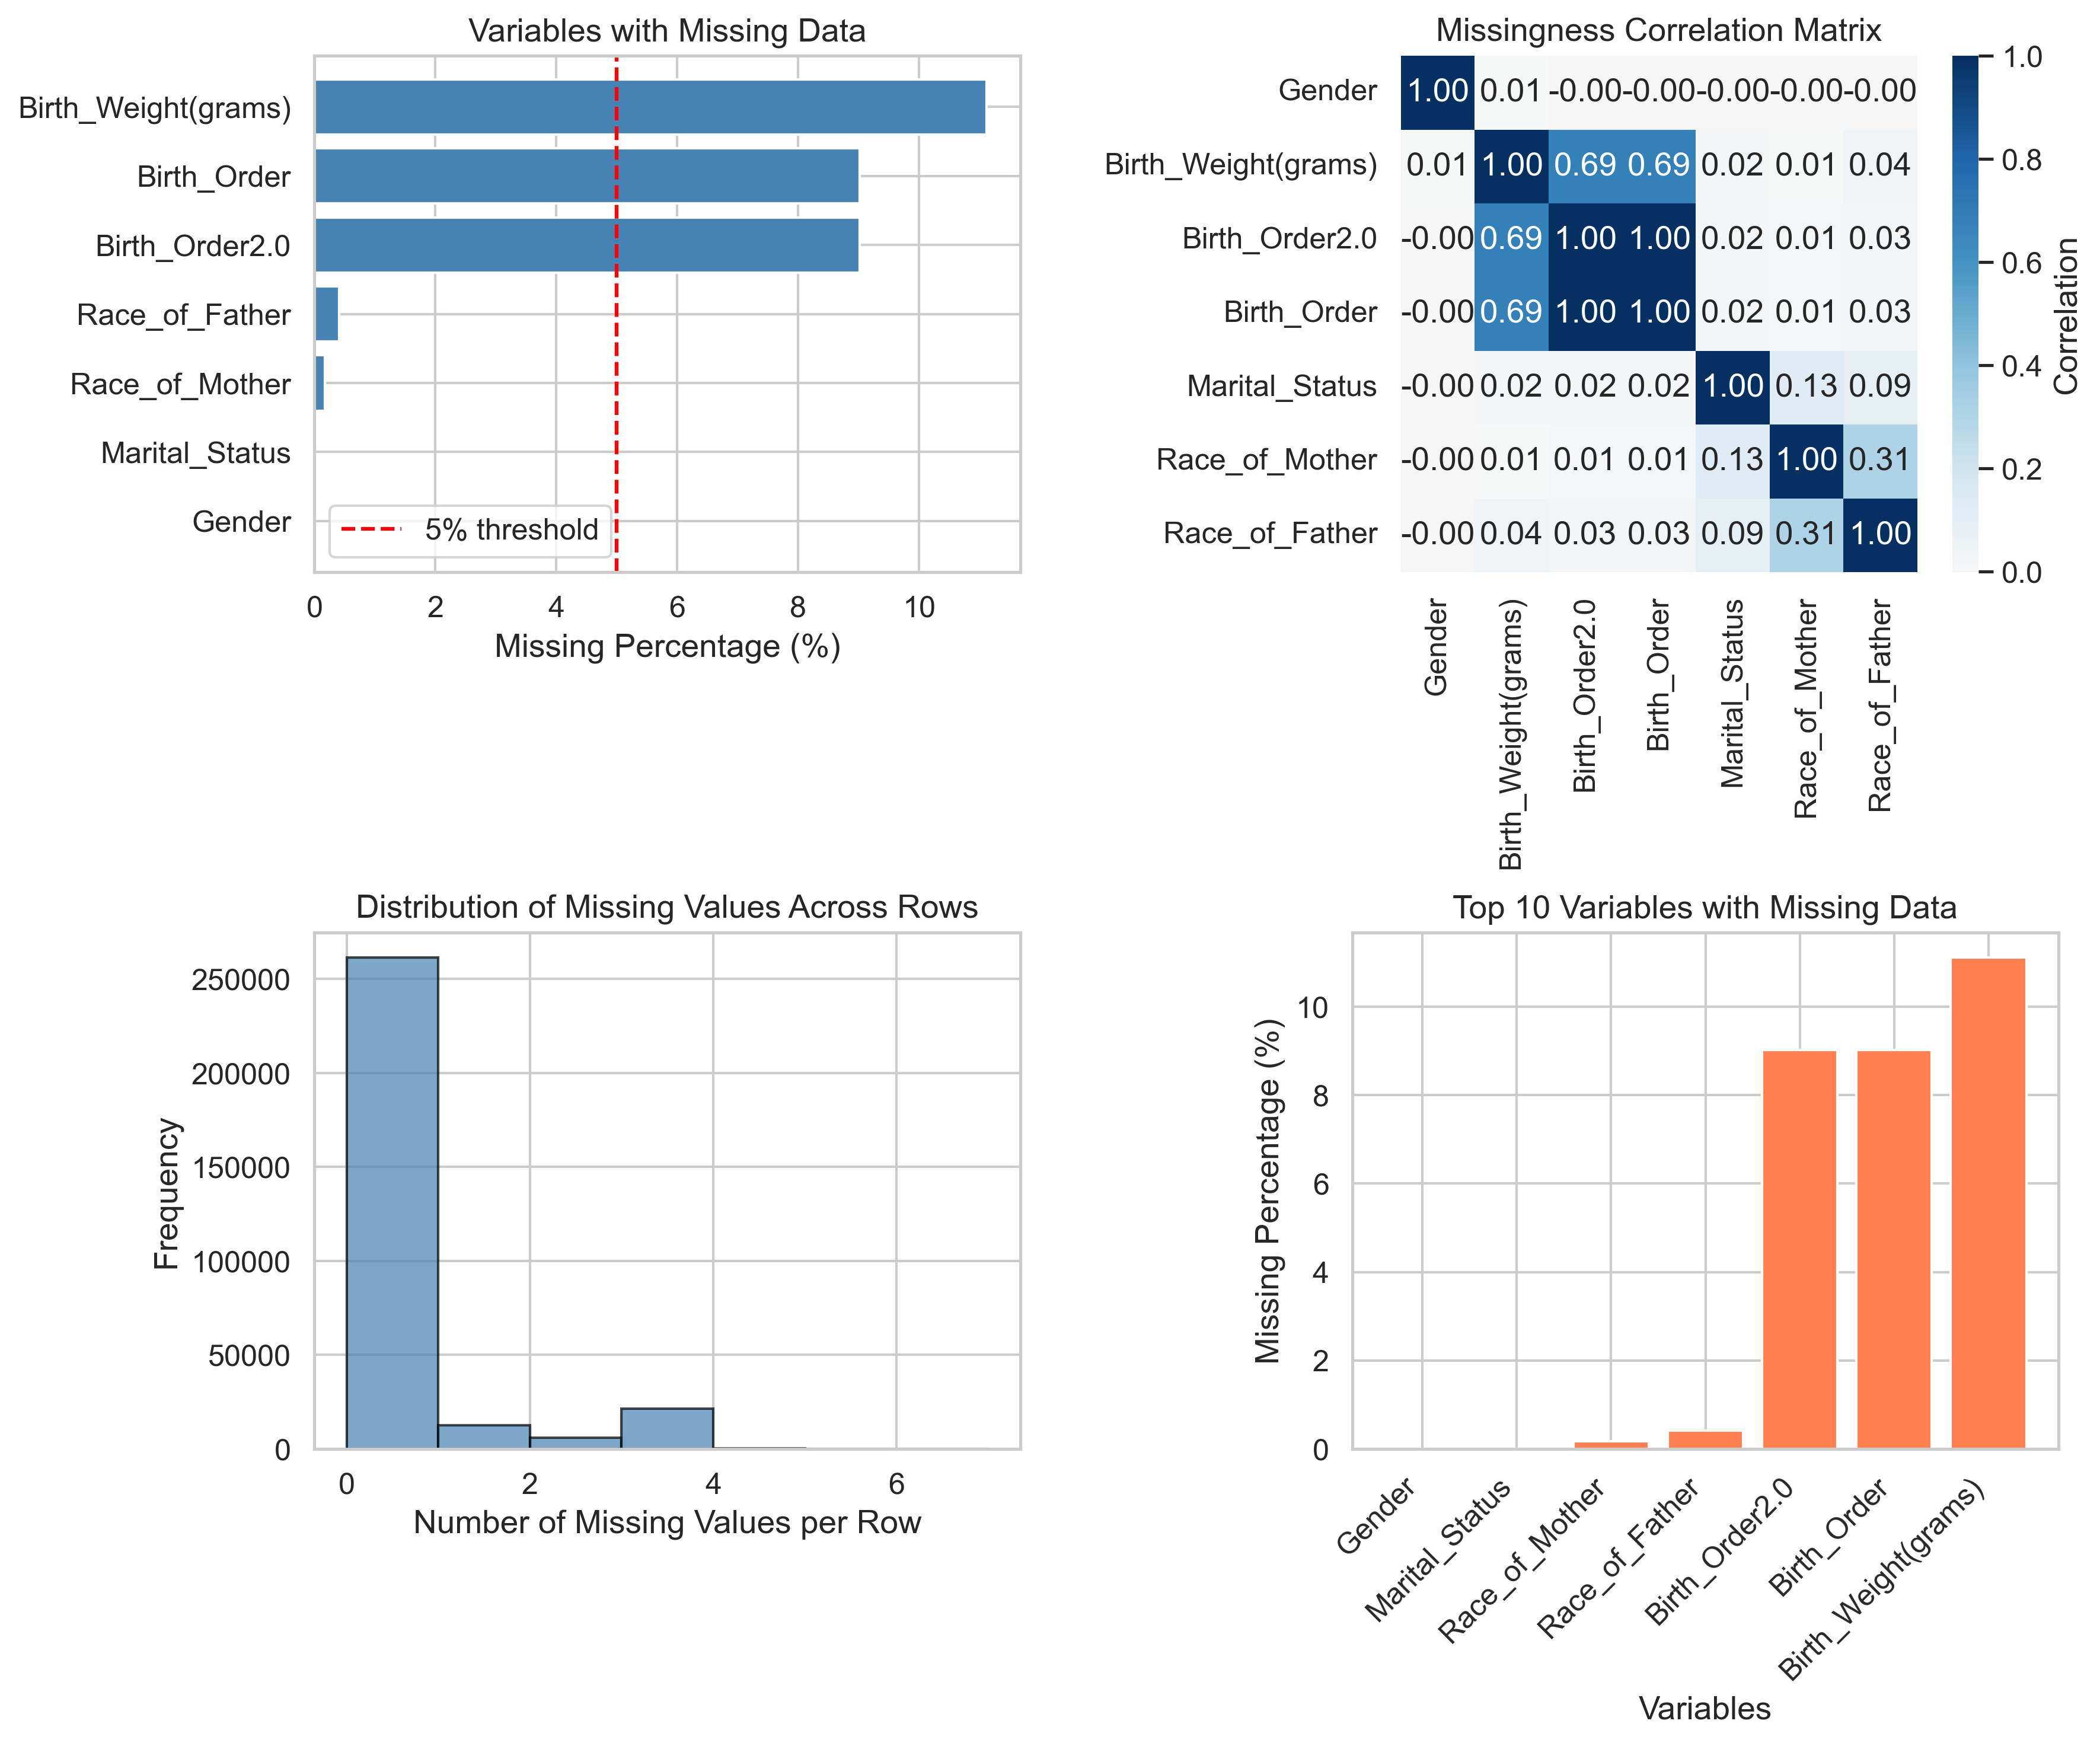 Variables with Missing Data
Birth_Weight(grams)
Birth_Order
Birth_Order2.0
Race_of_Father
Race_of_Mother
Marital_Status
Gender
5% threshold
0 2 4 6 8 10
Missing Percentage (%)
Missingness Correlation Matrix
Gender 1.00 0.01 -0.00 -0.00 -0.00 -0.00 -0.00
Birth_Weight(grams) 0.01 1.00 0.69 0.69 0.02 0.01 0.04
Birth_Order2.0 -0.00 0.69 1.00 1.00 0.02 0.01 0.03
Birth_Order -0.00 0.69 1.00 1.00 0.02 0.01 0.03
Marital_Status -0.00 0.02 0.02 0.02 1.00 0.13 0.09
Race_of_Mother -0.00 0.01 0.01 0.01 0.13 1.00 0.31
Race_of_Father -0.00 0.04 0.03 0.03 0.09 0.31 1.00
Gender
Birth_Weight(grams)
Birth_Order2.0
Birth_Order
Marital_Status
Race_of_Mother
Race_of_Father
1.0
0.8
0.6
0.4
0.2
0.0
Correlation
Distribution of Missing Values Across Rows
250000
200000
150000
100000
50000
0
Frequency
0 2 4 6
Number of Missing Values per Row
Top 10 Variables with Missing Data
10
8
6
4
2
0
Missing Percentage (%)
Gender
Marital_Status
Race_of_Mother
Race_of_Father
Birth_Order2.0
Birth_Order
Birth_Weight(grams)
Variables